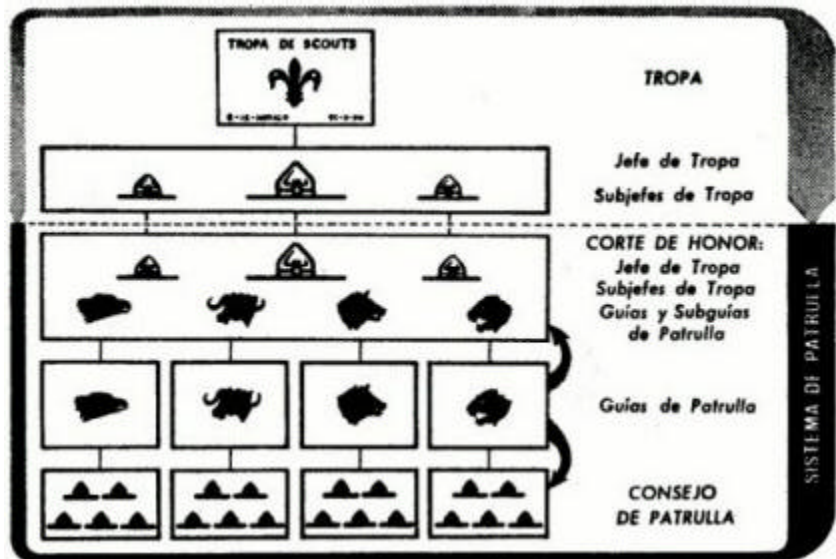 TROPA DE SCOUTS
TROPA
Jefe de Tropa
Subjefes de Tropa
CORTE DE HONOR:
Jefe de Tropa
Subjefes de Tropa
Guías y Subguías
de Patrulla
Guías de Patrulla
CONSEJO
DE PATRULLA
SISTEMA DE PATRULLA